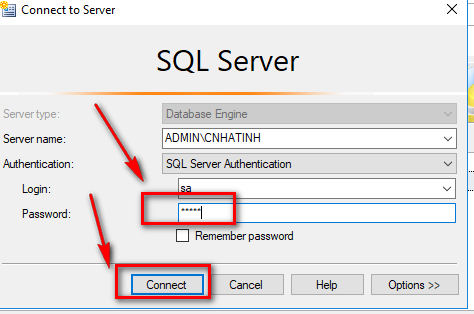 Connect to Server
SQL Server
Server type: Database Engine
Server name: ADMIN\CNHATINH
Authentication: SQL Server Authentication
Login: sa
Password: *****
Remember password
Connect Cancel Help Options >>